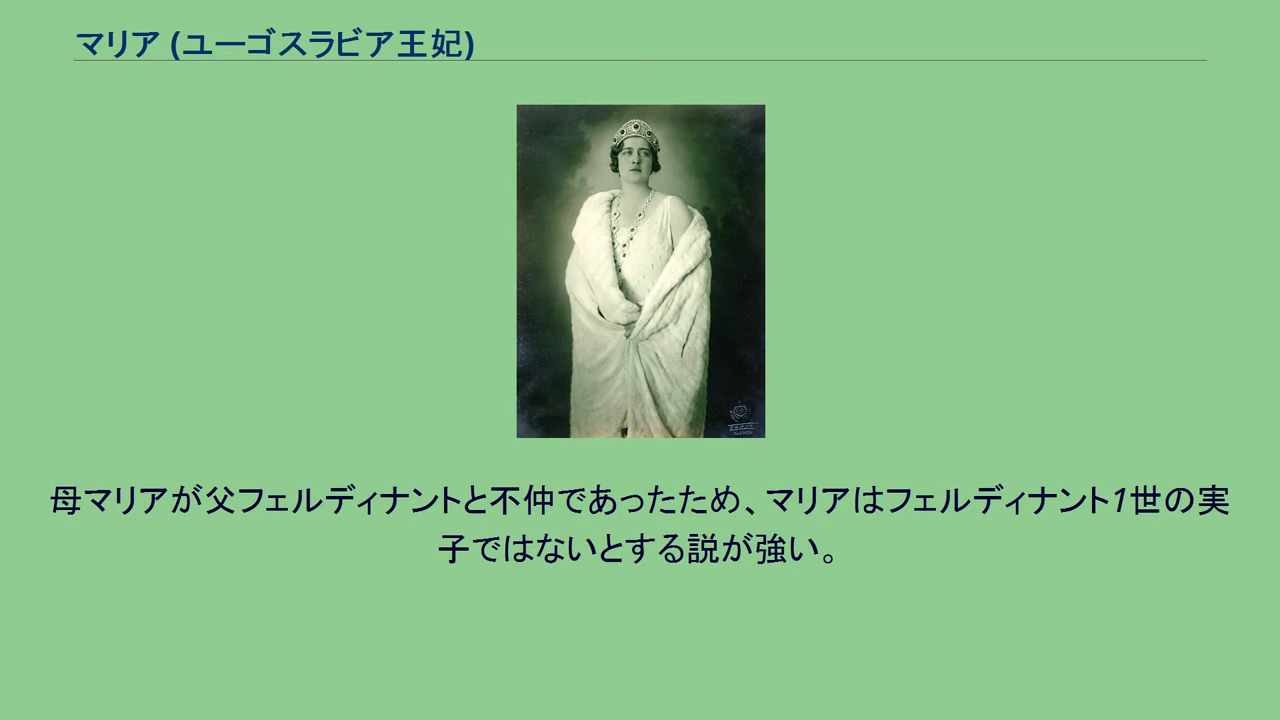 マリア (ユーゴスラビア王妃)
母マリアが父フェルディナントと不仲であったため、マリアはフェルディナント1世の実
子ではないとする説が強い。